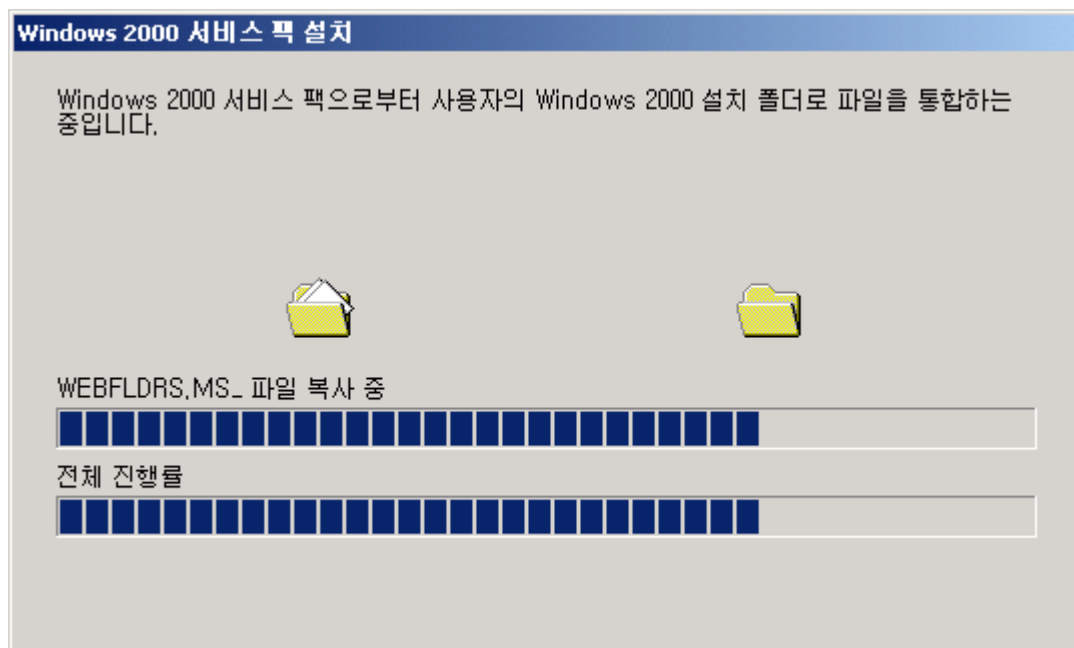 Windows 2000 서비스 팩 설치
Windows 2000 서비스 팩으로부터 사용자의 Windows 2000 설치 폴더로 파일을 통합하는
중입니다.
WEBFLDRS.MS_ 파일 복사 중
전체 진행률